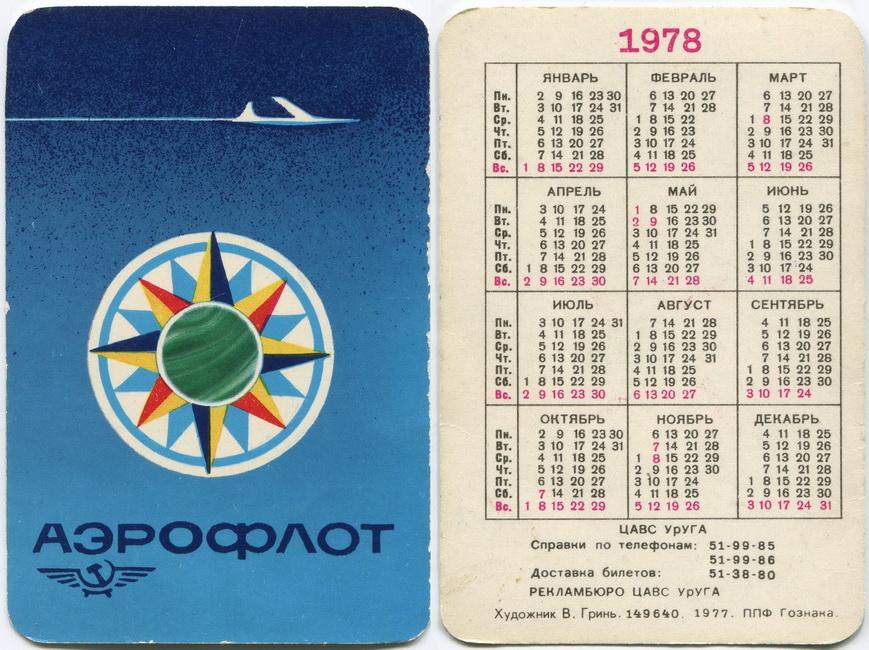 АЭРОФЛОТ
1978
ЯНВАРЬ ФЕВРАЛЬ МАРТ
Пн. 2 9 16 23 30 6 13 20 27 6 13 20 27
Вт. 3 10 17 24 31 7 14 21 28 7 14 21 28
Ср. 4 11 18 25 1 8 15 22 1 8 15 22 29
Чт. 5 12 19 26 2 9 16 23 2 9 16 23 30
Пт. 6 13 20 27 3 10 17 24 3 10 17 24 31
Сб. 7 14 21 28 4 11 18 25 4 11 18 25
Вс. 1 8 15 22 29 5 12 19 26 5 12 19 26
АПРЕЛЬ МАЙ ИЮНЬ
Пн. 3 10 17 24 1 8 15 22 29 5 12 19 26
Вт. 4 11 18 25 2 9 16 23 30 6 13 20 27
Ср. 5 12 19 26 3 10 17 24 31 7 14 21 28
Чт. 6 13 20 27 4 11 18 25 1 8 15 22 29
Пт. 7 14 21 28 5 12 19 26 2 9 16 23 30
Сб. 1 8 15 22 29 6 13 20 27 3 10 17 24
Вс. 2 9 16 23 30 7 14 21 28 4 11 18 25
ИЮЛЬ АВГУСТ СЕНТЯБРЬ
Пн. 3 10 17 24 31 7 14 21 28 4 11 18 25
Вт. 4 11 18 25 1 8 15 22 29 5 12 19 26
Ср. 5 12 19 26 2 9 16 23 30 6 13 20 27
Чт. 6 13 20 27 3 10 17 24 31 7 14 21 28
Пт. 7 14 21 28 4 11 18 25 1 8 15 22 29
Сб. 1 8 15 22 29 5 12 19 26 2 9 16 23 30
Вс. 2 9 16 23 30 6 13 20 27 3 10 17 24
ОКТЯБРЬ НОЯБРЬ ДЕКАБРЬ
Пн. 2 9 16 23 30 6 13 20 27 4 11 18 25
Вт. 3 10 17 24 31 7 14 21 28 5 12 19 26
Ср. 4 11 18 25 1 8 15 22 29 6 13 20 27
Чт. 5 12 19 26 2 9 16 23 30 7 14 21 28
Пт. 6 13 20 27 3 10 17 24 1 8 15 22 29
Сб. 7 14 21 28 4 11 18 25 2 9 16 23 30
Вс. 1 8 15 22 29 5 12 19 26 3 10 17 24 31
ЦАВС УрУГА
Справки по телефонам: 51-99-85
51-99-86
Доставка билетов: 51-38-80
РЕКЛАМБЮРО ЦАВС УрУГА
Художник В. Гринь. 149640. 1977. ППФ Гознака.